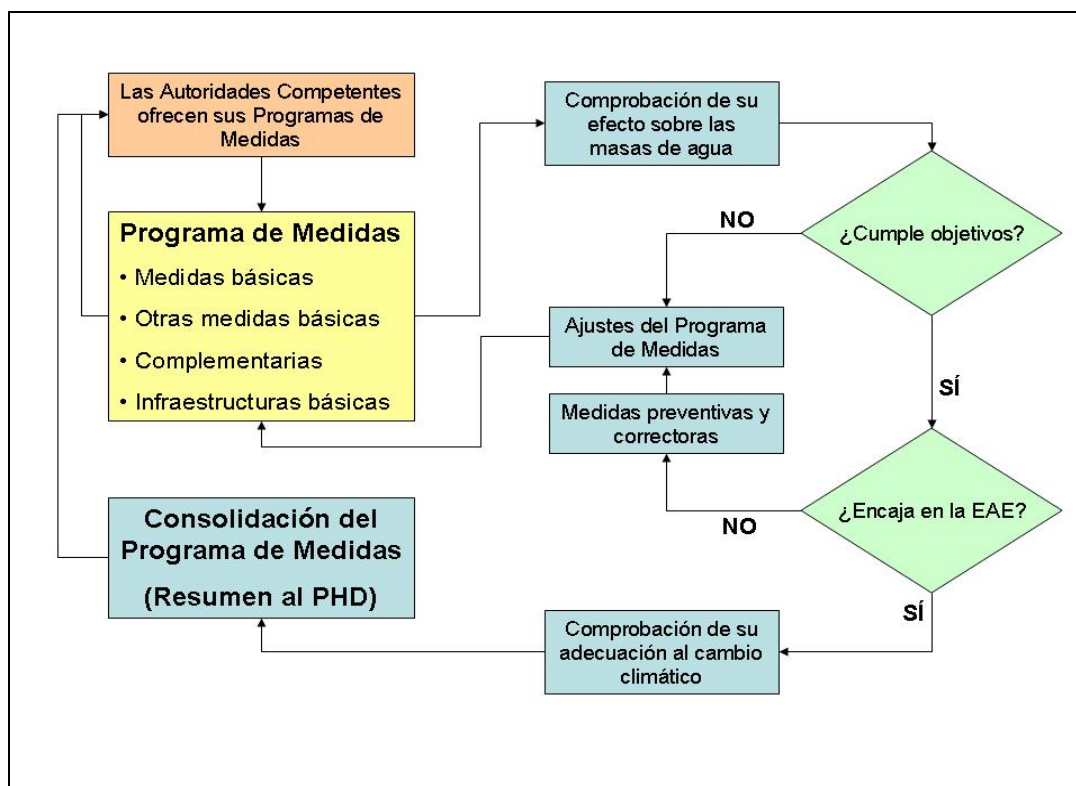 Las Autoridades Competentes
ofrecen sus Programas de
Medidas
Comprobación de su
efecto sobre las
masas de agua
Programa de Medidas
• Medidas básicas
• Otras medidas básicas
• Complementarias
• Infraestructuras básicas
NO
¿Cumple objetivos?
Ajustes del Programa
de Medidas
SÍ
Medidas preventivas y
correctoras
NO
¿Encaja en la EAE?
Consolidación del
Programa de Medidas
(Resumen al PHD)
SÍ
Comprobación de su
adecuación al cambio
climático